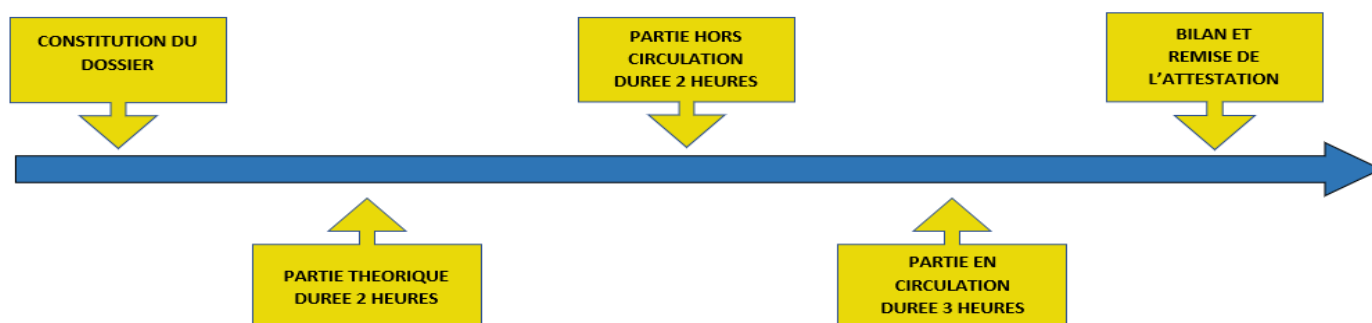 CONSTITUTION DU
DOSSIER
PARTIE THEORIQUE
DUREE 2 HEURES
PARTIE HORS
CIRCULATION
DUREE 2 HEURES
PARTIE EN
CIRCULATION
DUREE 3 HEURES
BILAN ET
REMISE DE
L’ATTESTATION